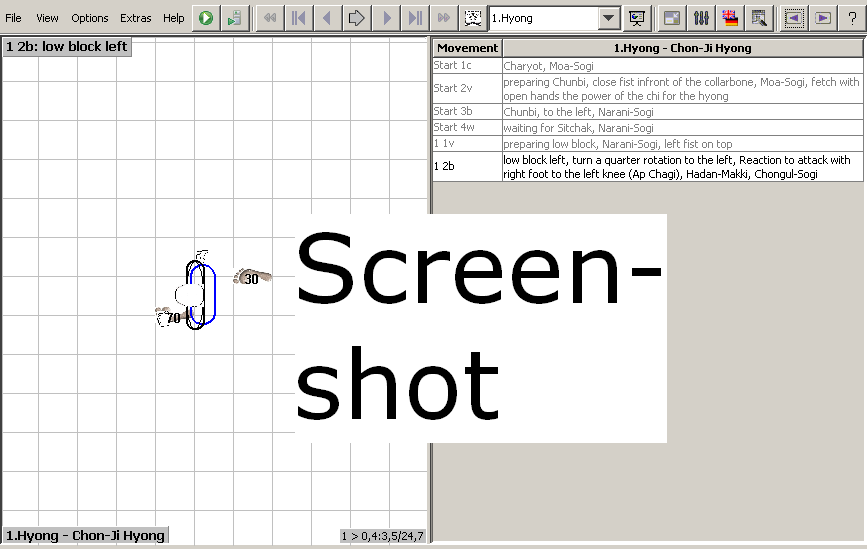 File View Options Extras Help 1.Hyong ?
1 2b: low block left
Movement 1.Hyong - Chon-Ji Hyong
Start 1c Charyot, Moa-Sogi
Start 2v preparing Chunbi, close fist infront of the collarbone, Moa-Sogi, fetch with
open hands the power of the chi for the hyong
Start 3b Chunbi, to the left, Narani-Sogi
Start 4w waiting for Sitchak, Narani-Sogi
1 1v preparing low block, Narani-Sogi, left fist on top
1 2b low block left, turn a quarter rotation to the left, Reaction to attack with
right foot to the left knee (Ap Chagi), Hadan-Makki, Chongul-Sogi
Screen-
shot
30
70
1.Hyong - Chon-Ji Hyong
1 > 0,4:3,5/24,7